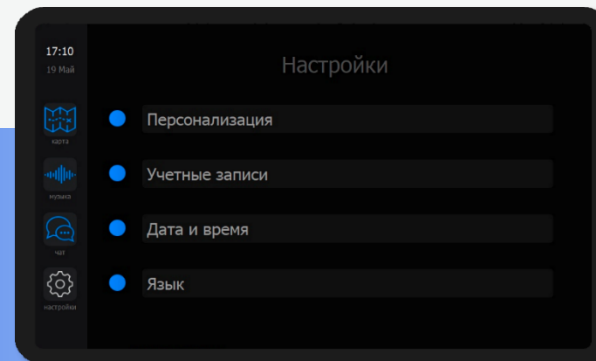 17:10
19 Май
карта
музыка
чат
настройки
Настройки
Персонализация
Учетные записи
Дата и время
Язык